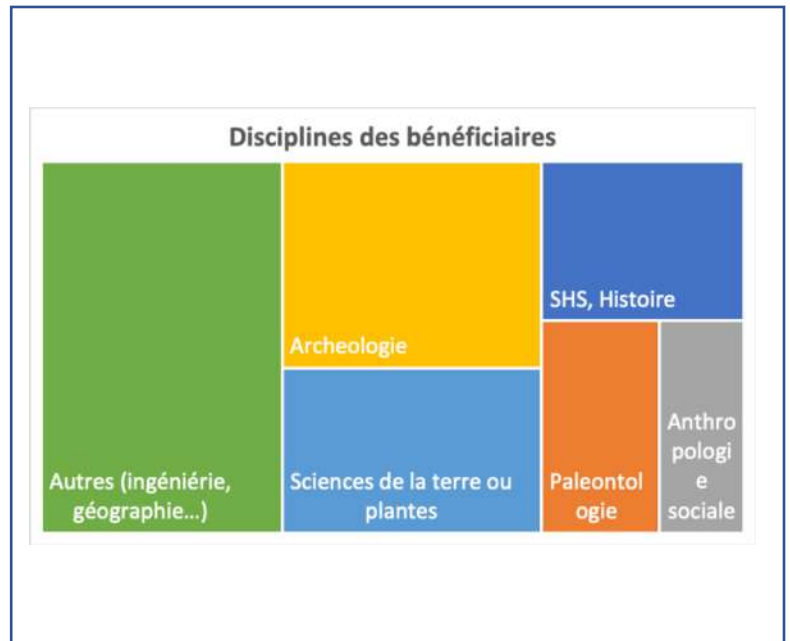 Disciplines des bénéficiaires
Autres (ingéniérie,
géographie...)
Archeologie
Sciences de la terre ou
plantes
SHS, Histoire
Paleontol
ogie
Anthro
pologi
e
sociale